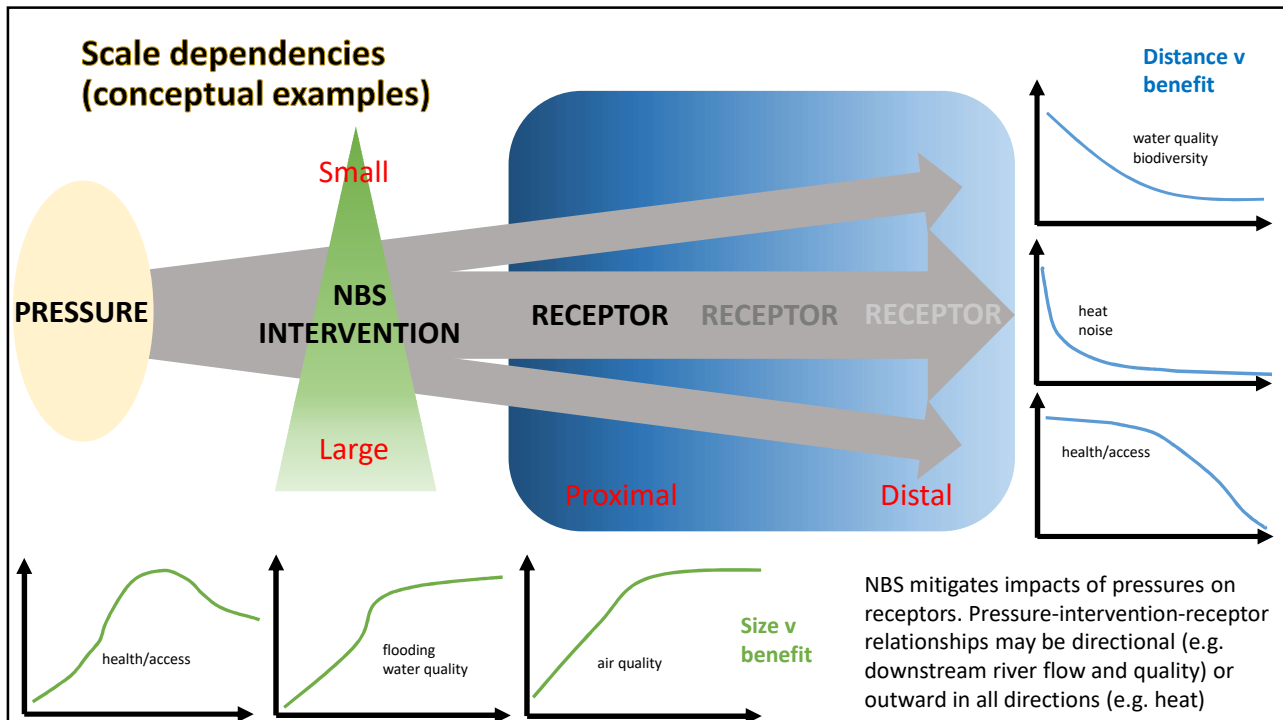 Scale dependencies
(conceptual examples)
Distance v
benefit
water quality
biodiversity
Small
PRESSURE
NBS
INTERVENTION
RECEPTOR
RECEPTOR
RECEPTOR
heat
noise
Large
Proximal
Distal
health/access
health/access
flooding
water quality
air quality
Size v
benefit
NBS mitigates impacts of pressures on
receptors. Pressure-intervention-receptor
relationships may be directional (e.g.
downstream river flow and quality) or
outward in all directions (e.g. heat)